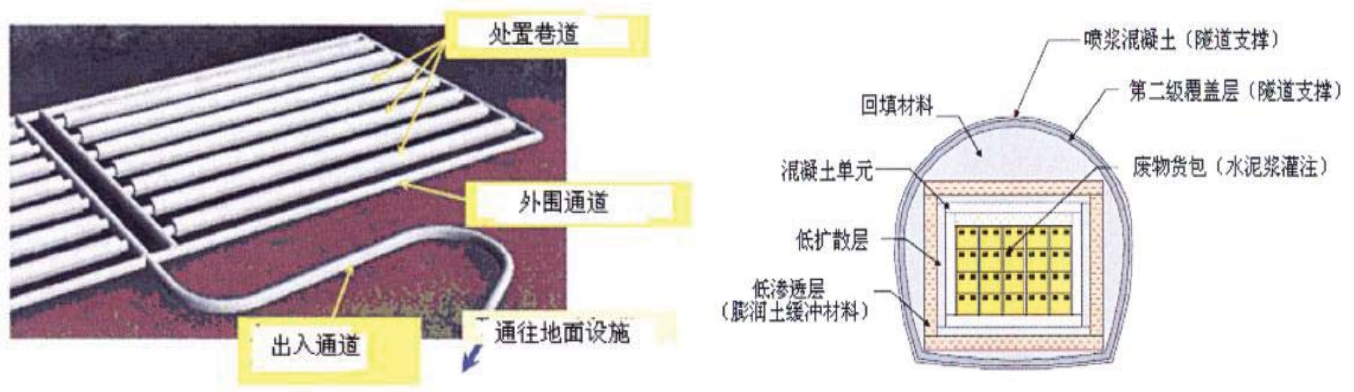 处置巷道
外围通道
出入通道
通往地面设施
喷浆混凝土（隧道支撑）
第二级覆盖层（隧道支撑）
回填材料
废物货包（水泥浆灌注）
混凝土单元
低扩散层
低渗透层
（膨润土缓冲材料）